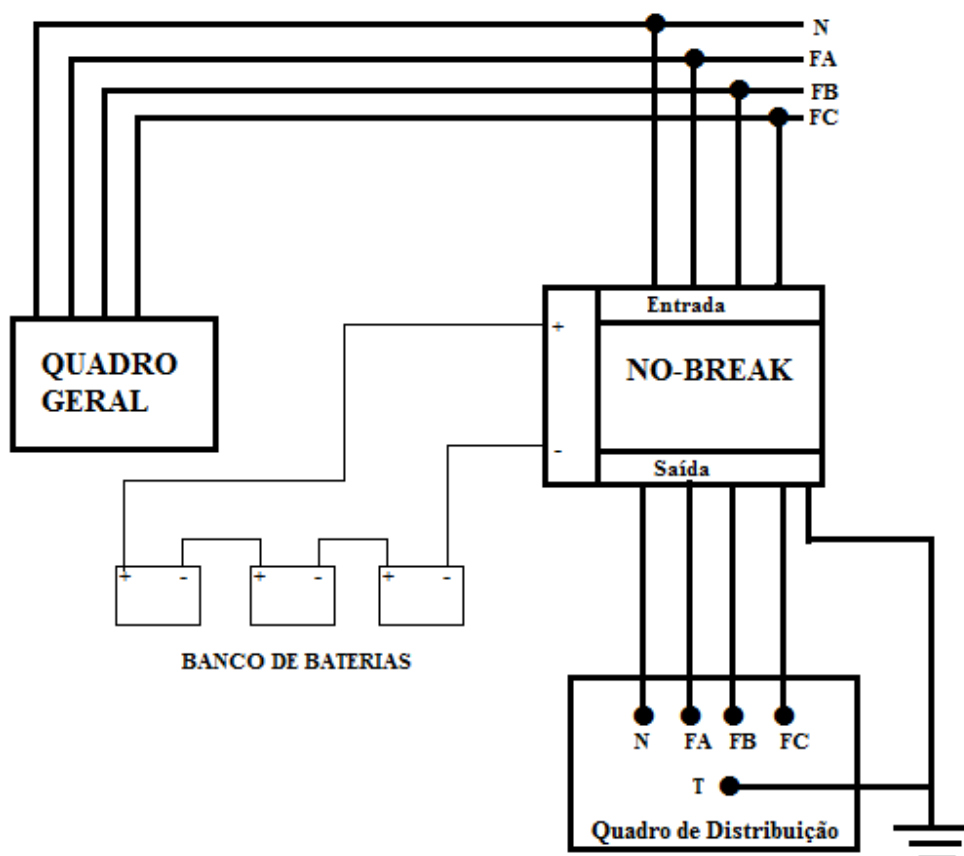 N
FA
FB
FC
QUADRO
GERAL
Entrada
+
NO-BREAK
-
Saída
+ - + - + -
BANCO DE BATERIAS
N FA FB FC
T
Quadro de Distribuição